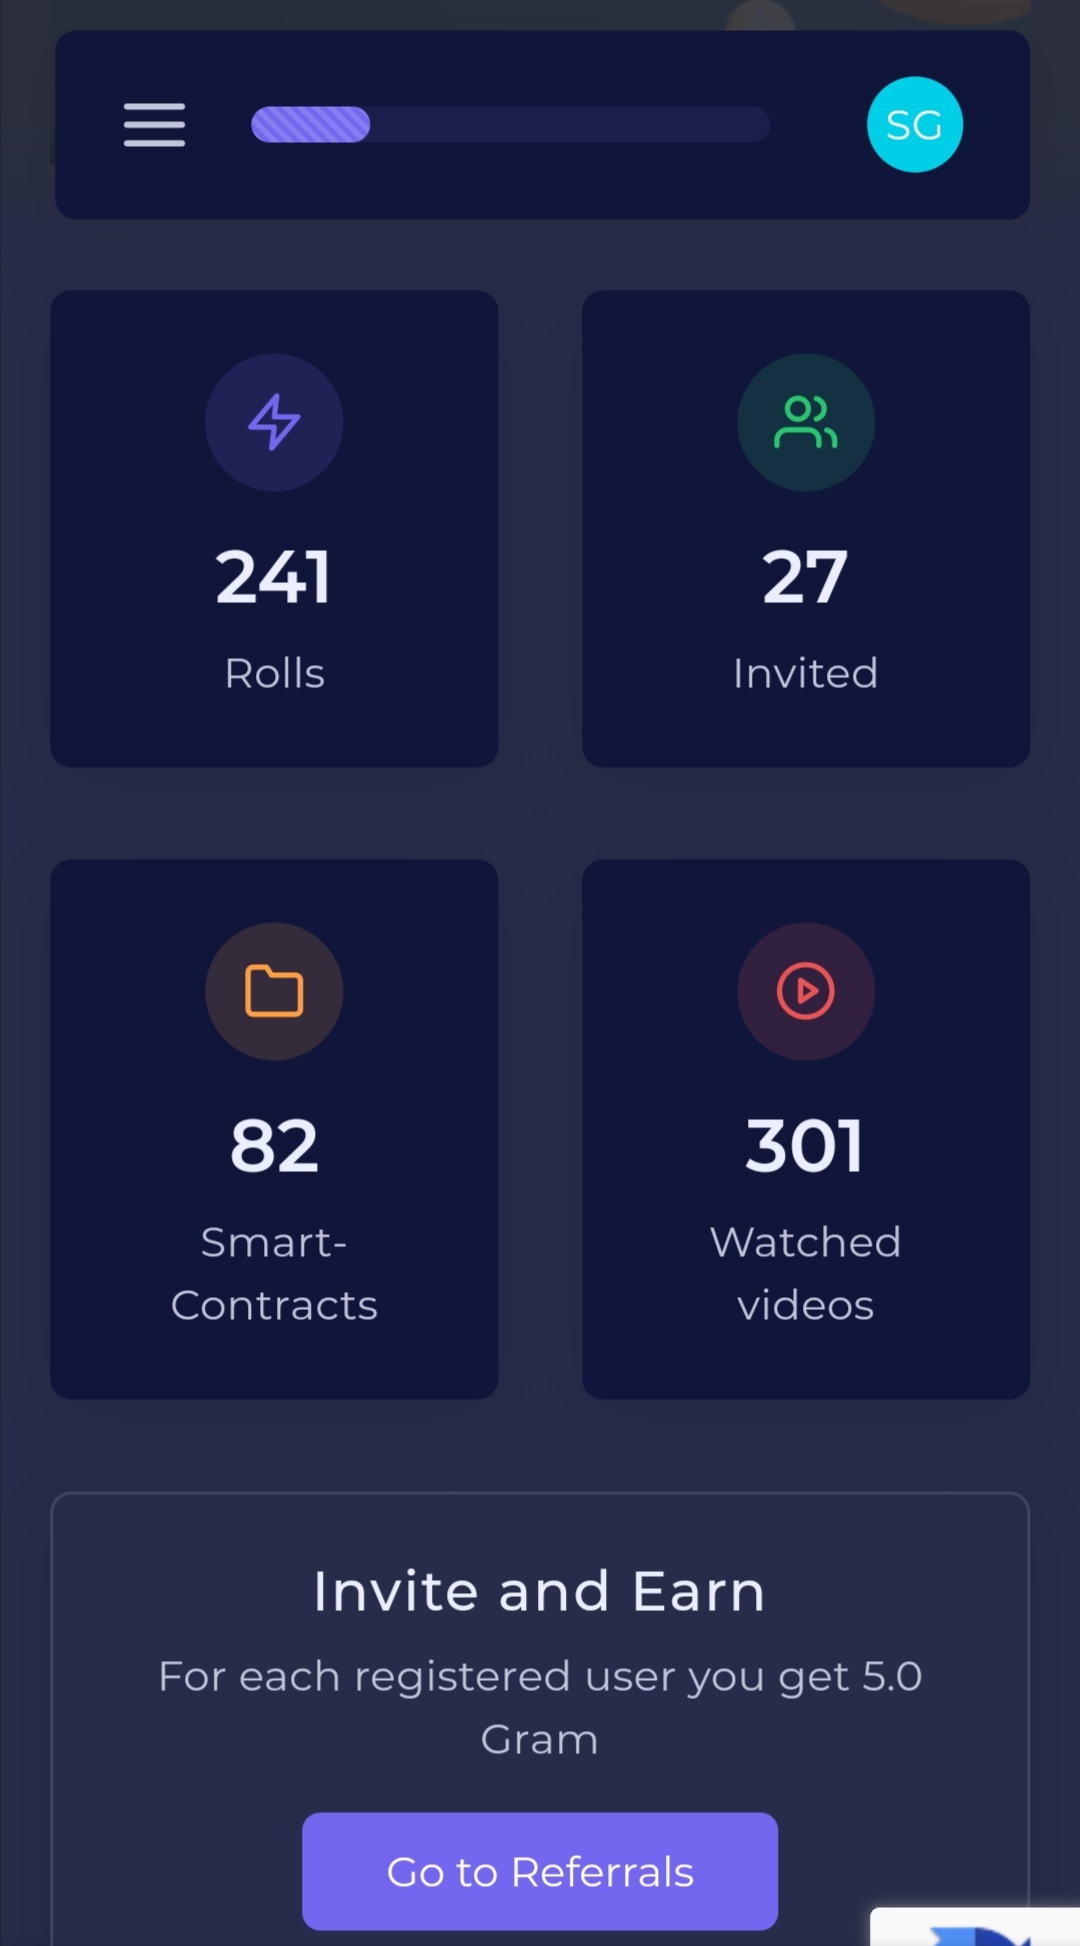 SG
241
Rolls
27
Invited
82
Smart-
Contracts
301
Watched
videos
Invite and Earn
For each registered user you get 5.0
Gram
Go to Referrals